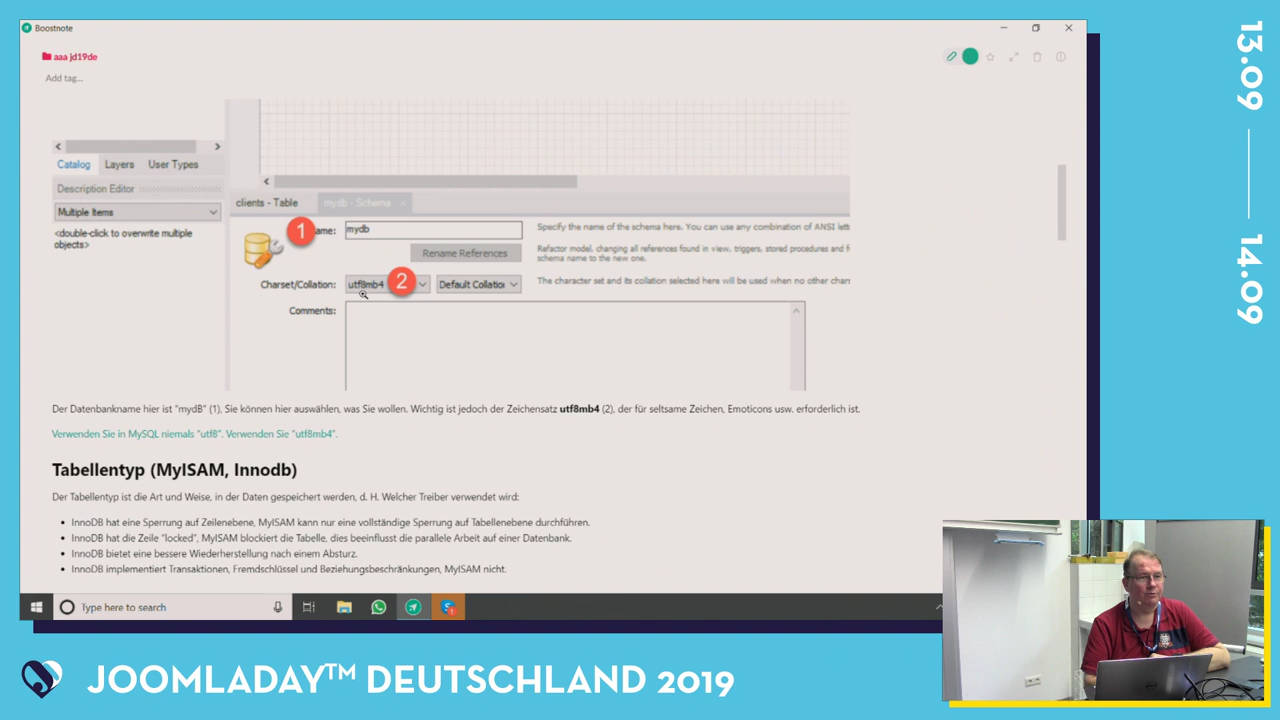 Boostnote
aaa jd19de
Add tag...
Catalog Layers User Types
Description Editor
Multiple Items
<double-click to overwrite multiple
objects>
clients - Table
mydb - Schema
1
ame:
mydb
Specify the name of the schema here. You can use any combination of ANSI lett
Rename References
Refactor model, changing all references found in view, triggers, stored procedures and f
schema name to the new one.
Charset/Collation:
utf8mb4
2
Default Collatior
The character set and its collation selected here will be used when no other char
Comments:
Der Datenbankname hier ist "mydB" (1), Sie können hier auswählen, was Sie wollen. Wichtig ist jedoch der Zeichensatz utf8mb4 (2), der für seltsame Zeichen, Emoticons usw. erforderlich ist.
Verwenden Sie in MySQL niemals "utf8". Verwenden Sie "utf8mb4".
Tabellentyp (MyISAM, Innodb)
Der Tabellentyp ist die Art und Weise, in der Daten gespeichert werden, d. H. Welcher Treiber verwendet wird:
InnoDB hat eine Sperrung auf Zeilenebene, MyISAM kann nur eine vollständige Sperrung auf Tabellenebene durchführen.
InnoDB hat die Zeile "locked", MyISAM blockiert die Tabelle, dies beeinflusst die parallele Arbeit auf einer Datenbank.
InnoDB bietet eine bessere Wiederherstellung nach einem Absturz.
InnoDB implementiert Transaktionen, Fremdschlüssel und Beziehungsbeschränkungen, MyISAM nicht.
Type here to search
13.09
14.09
JOOMLADAY™ DEUTSCHLAND 2019